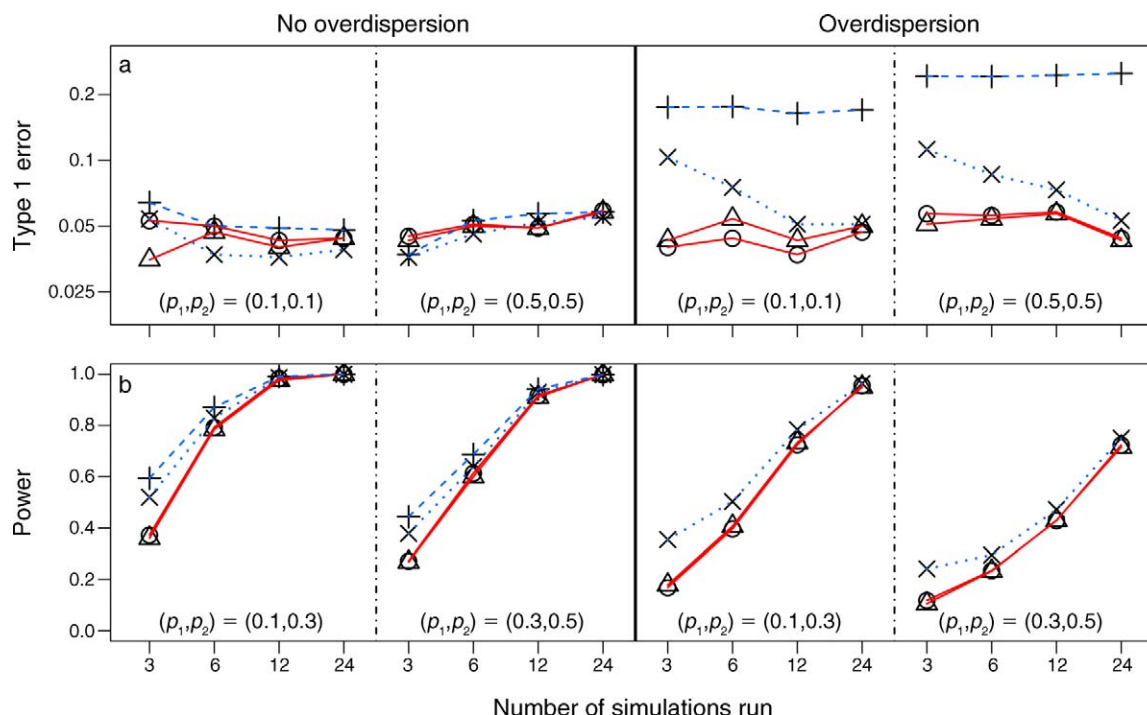 No overdispersion Overdispersion
a
Type 1 error
0.2
0.1
0.05
0.025
(p1,p2) = (0.1,0.1) (p1,p2) = (0.5,0.5) (p1,p2) = (0.1,0.1) (p1,p2) = (0.5,0.5)
b
Power
1.0
0.8
0.6
0.4
0.2
0.0
(p1,p2) = (0.1,0.3) (p1,p2) = (0.3,0.5) (p1,p2) = (0.1,0.3) (p1,p2) = (0.3,0.5)
3 6 12 24 3 6 12 24 3 6 12 24 3 6 12 24
Number of simulations run